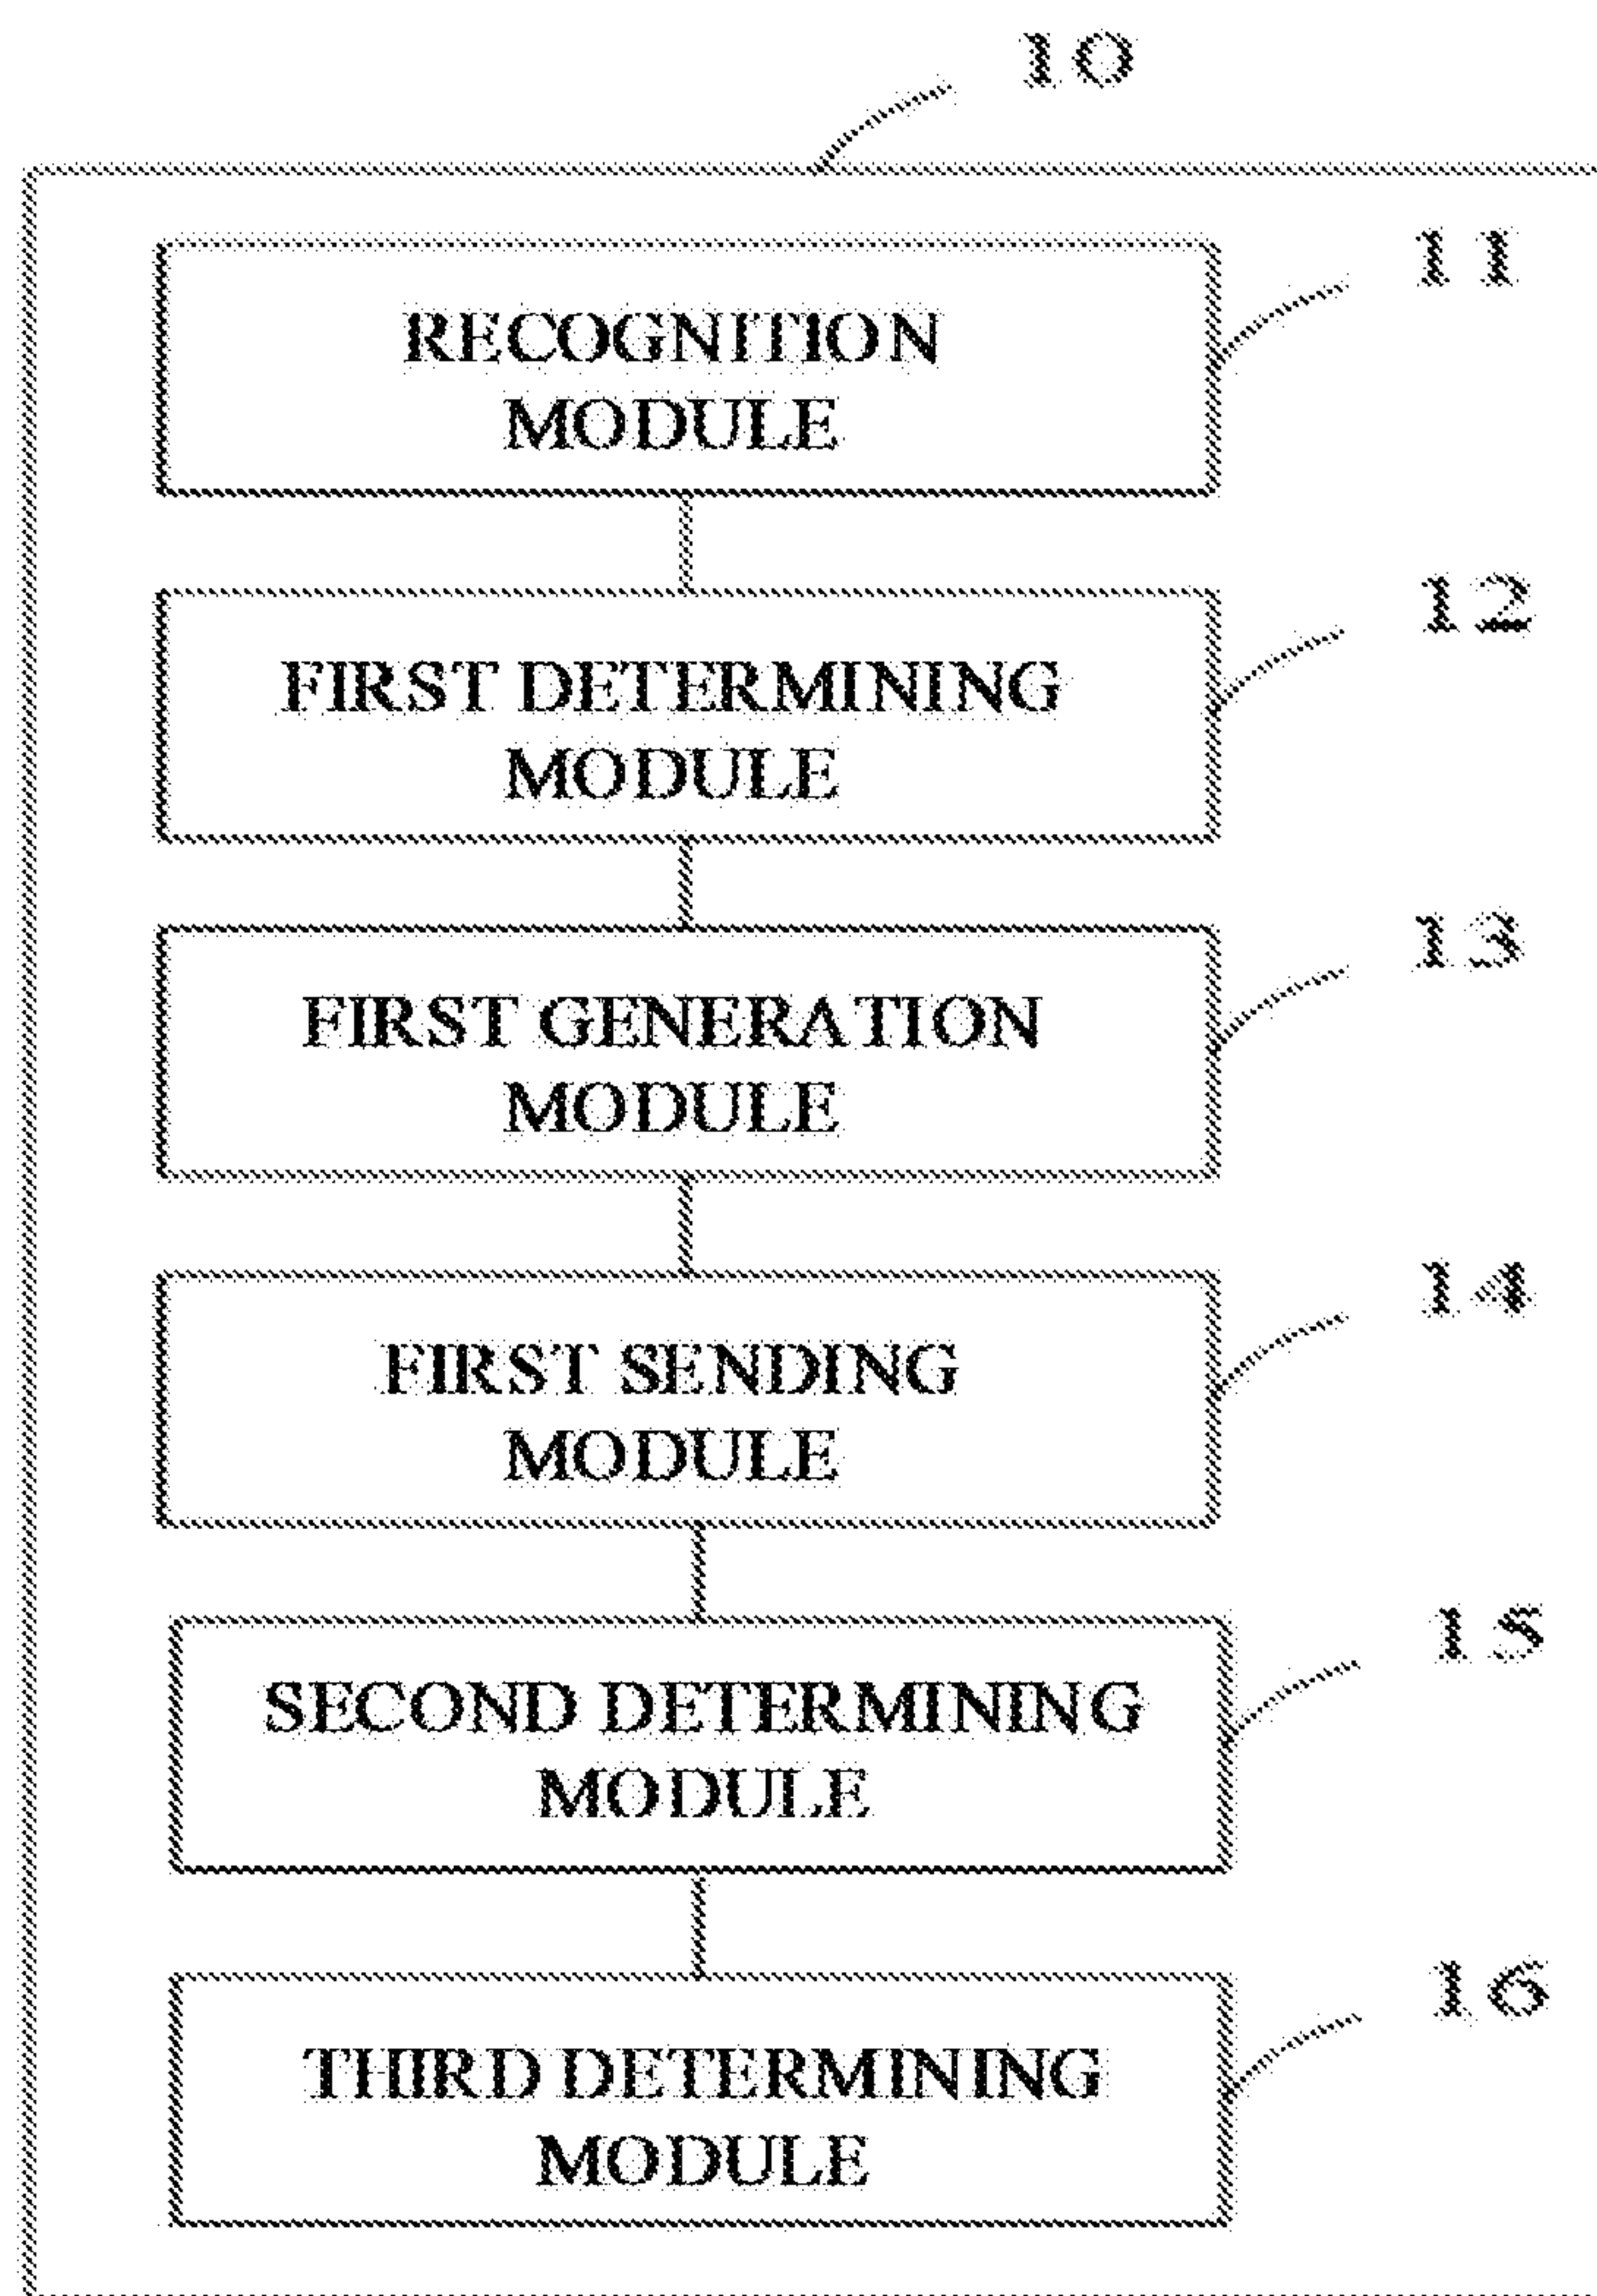 10
11
RECOGNITION
MODULE
12
FIRST DETERMINING
MODULE
13
FIRST GENERATION
MODULE
14
FIRST SENDING
MODULE
15
SECOND DETERMINING
MODULE
16
THIRD DETERMINING
MODULE